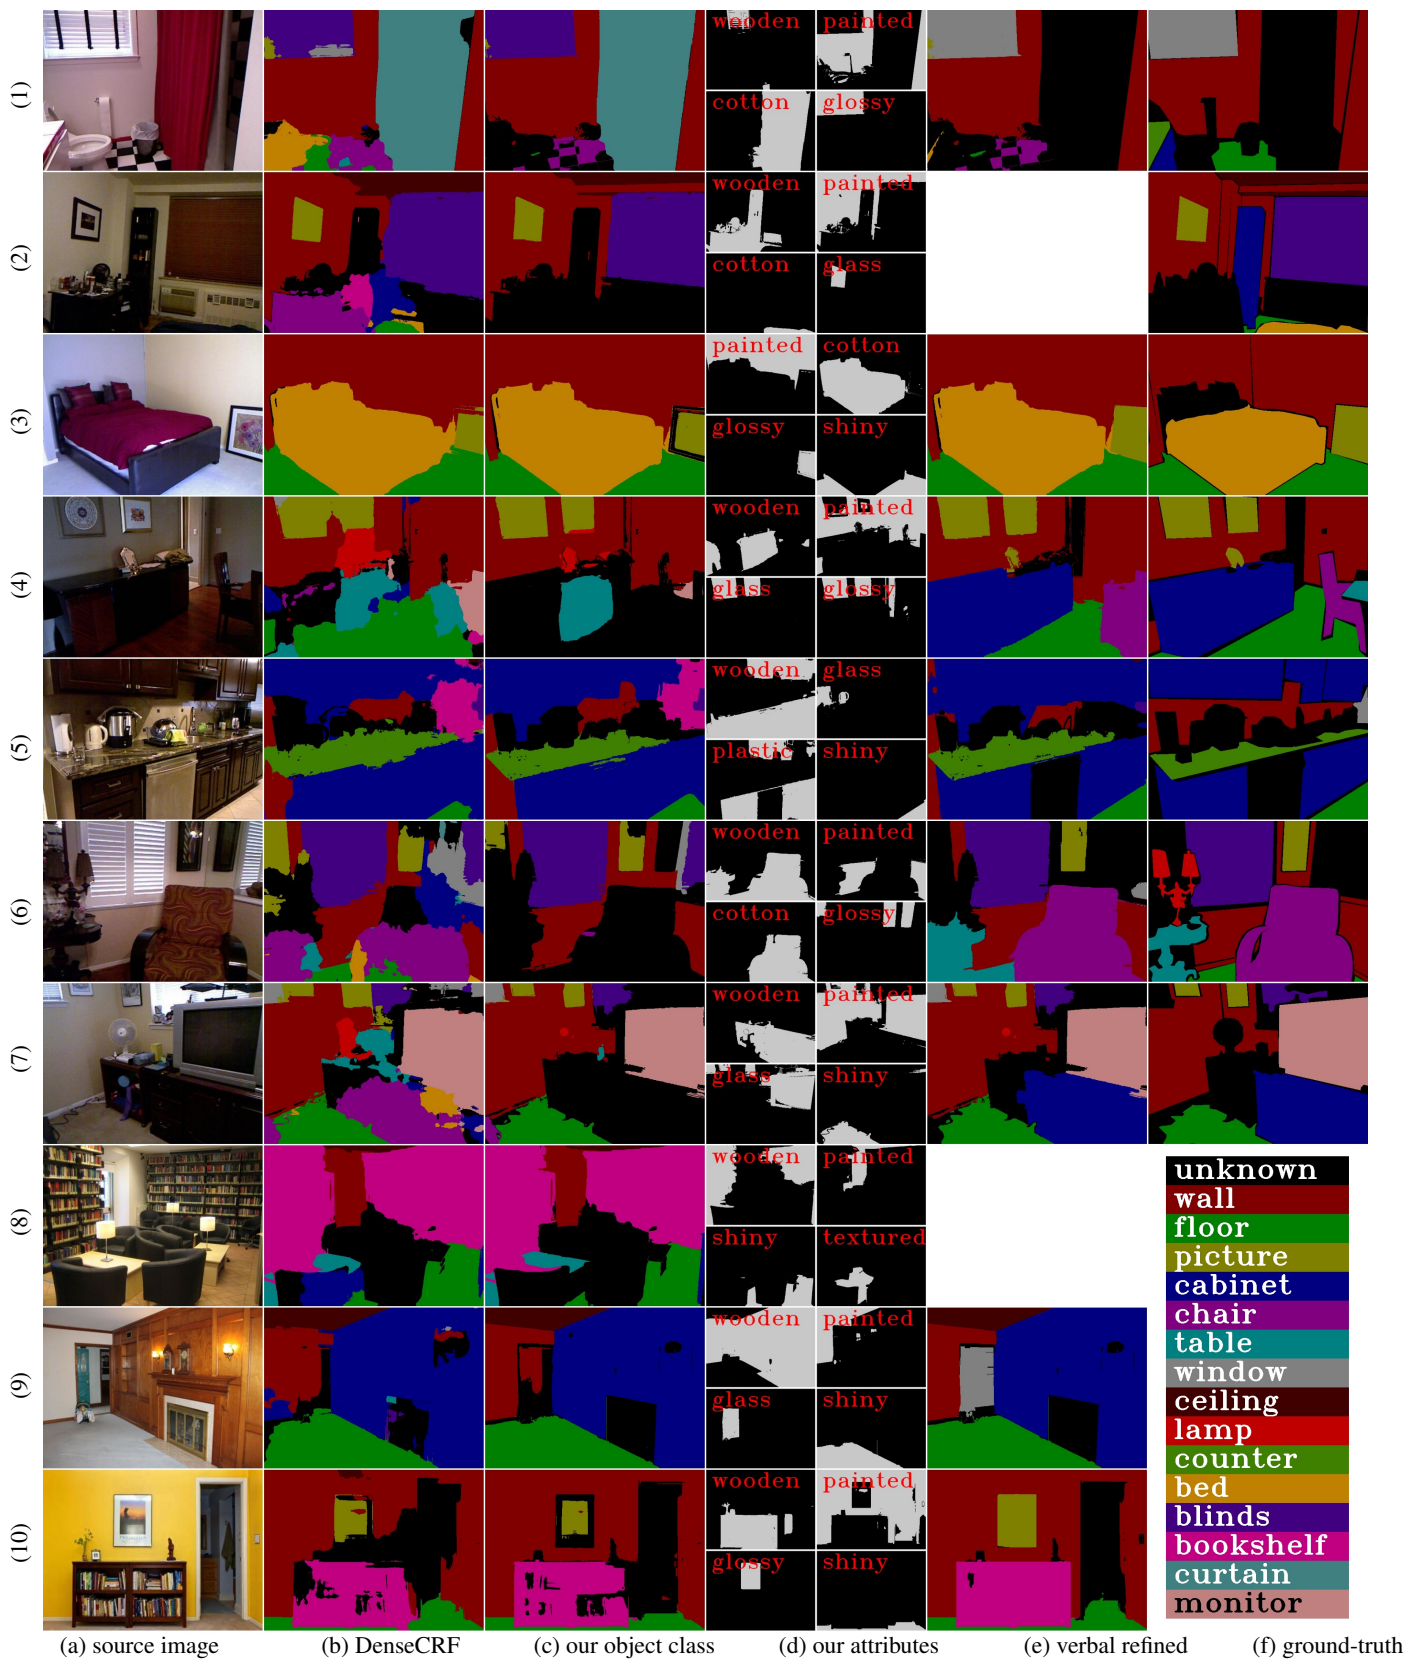 (1)
wooden painted
cotton glossy
(2)
wooden painted
cotton glass
(3)
painted cotton
glossy shiny
(4)
wooden painted
glass glossy
(5)
wooden glass
plastic shiny
(6)
wooden painted
cotton glossy
(7)
wooden painted
glass shiny
(8)
wooden painted
shiny textured
(9)
wooden painted
glass shiny
(10)
wooden painted
glossy shiny
unknown
wall
floor
picture
cabinet
chair
table
window
ceiling
lamp
counter
bed
blinds
bookshelf
curtain
monitor
(a) source image (b) DenseCRF (c) our object class (d) our attributes (e) verbal refined (f) ground-truth